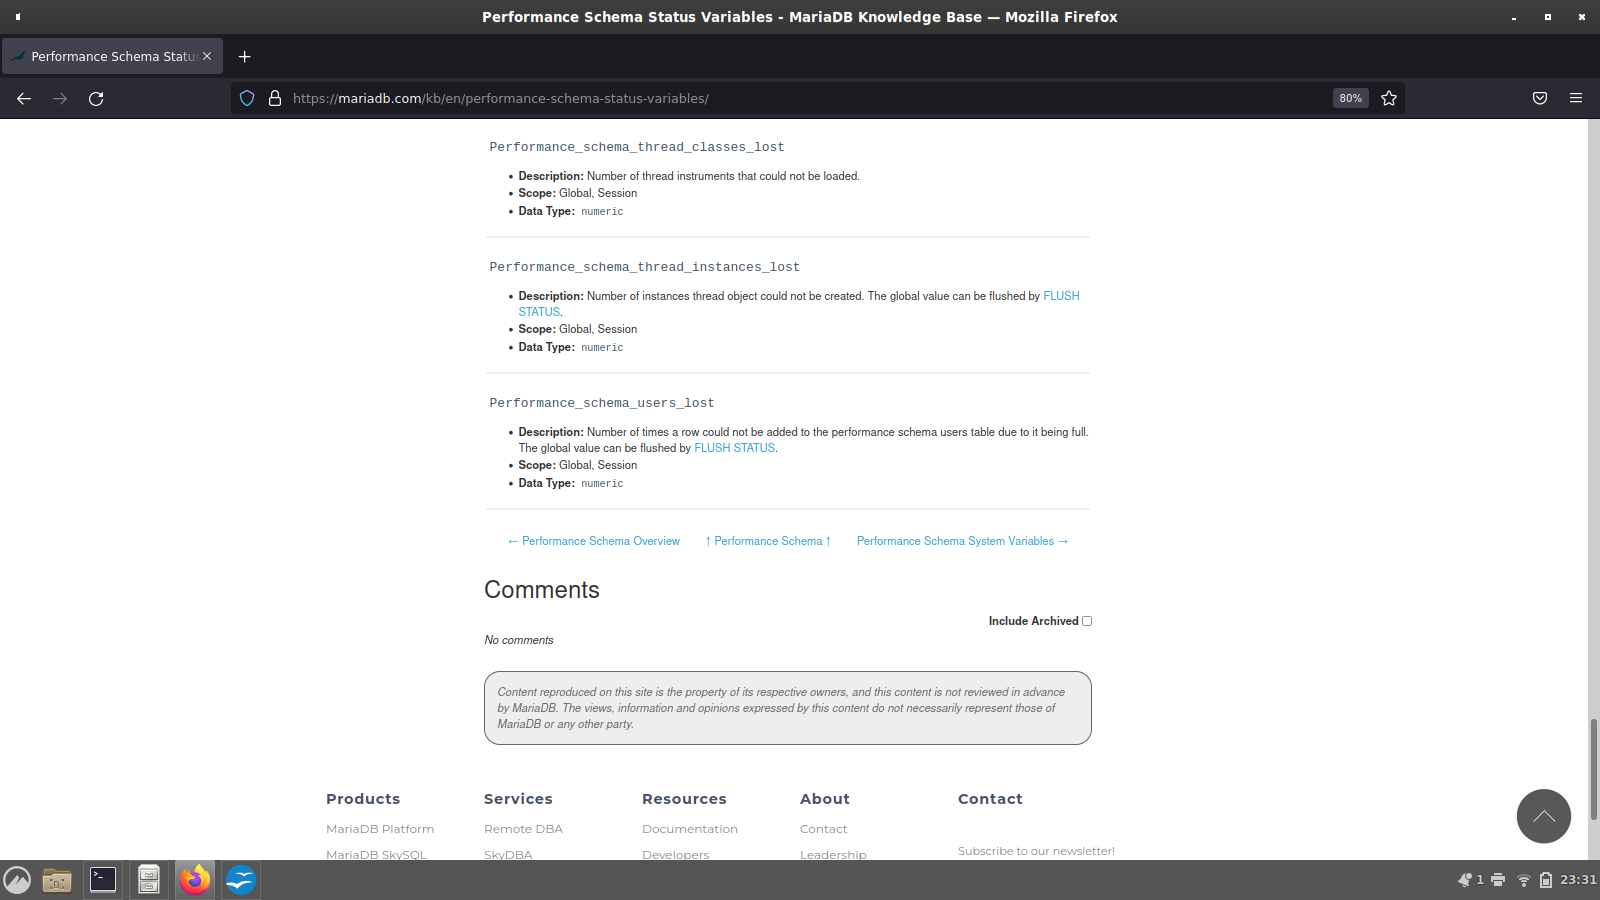 Performance Schema Status Variables - MariaDB Knowledge Base — Mozilla Firefox
Performance Schema Status
https://mariadb.com/kb/en/performance-schema-status-variables/
80%
Performance_schema_thread_classes_lost
• Description: Number of thread instruments that could not be loaded.
• Scope: Global, Session
• Data Type: numeric
Performance_schema_thread_instances_lost
• Description: Number of instances thread object could not be created. The global value can be flushed by FLUSH
STATUS.
• Scope: Global, Session
• Data Type: numeric
Performance_schema_users_lost
• Description: Number of times a row could not be added to the performance schema users table due to it being full.
The global value can be flushed by FLUSH STATUS.
• Scope: Global, Session
• Data Type: numeric
← Performance Schema Overview ↑ Performance Schema ↑ Performance Schema System Variables →
Comments
Include Archived
No comments
Content reproduced on this site is the property of its respective owners, and this content is not reviewed in advance
by MariaDB. The views, information and opinions expressed by this content do not necessarily represent those of
MariaDB or any other party.
Products Services Resources About Contact
MariaDB Platform Remote DBA Documentation Contact
Subscribe to our newsletter!
MariaDB SkySQL SkyDBA Developers Leadership
1 23:31